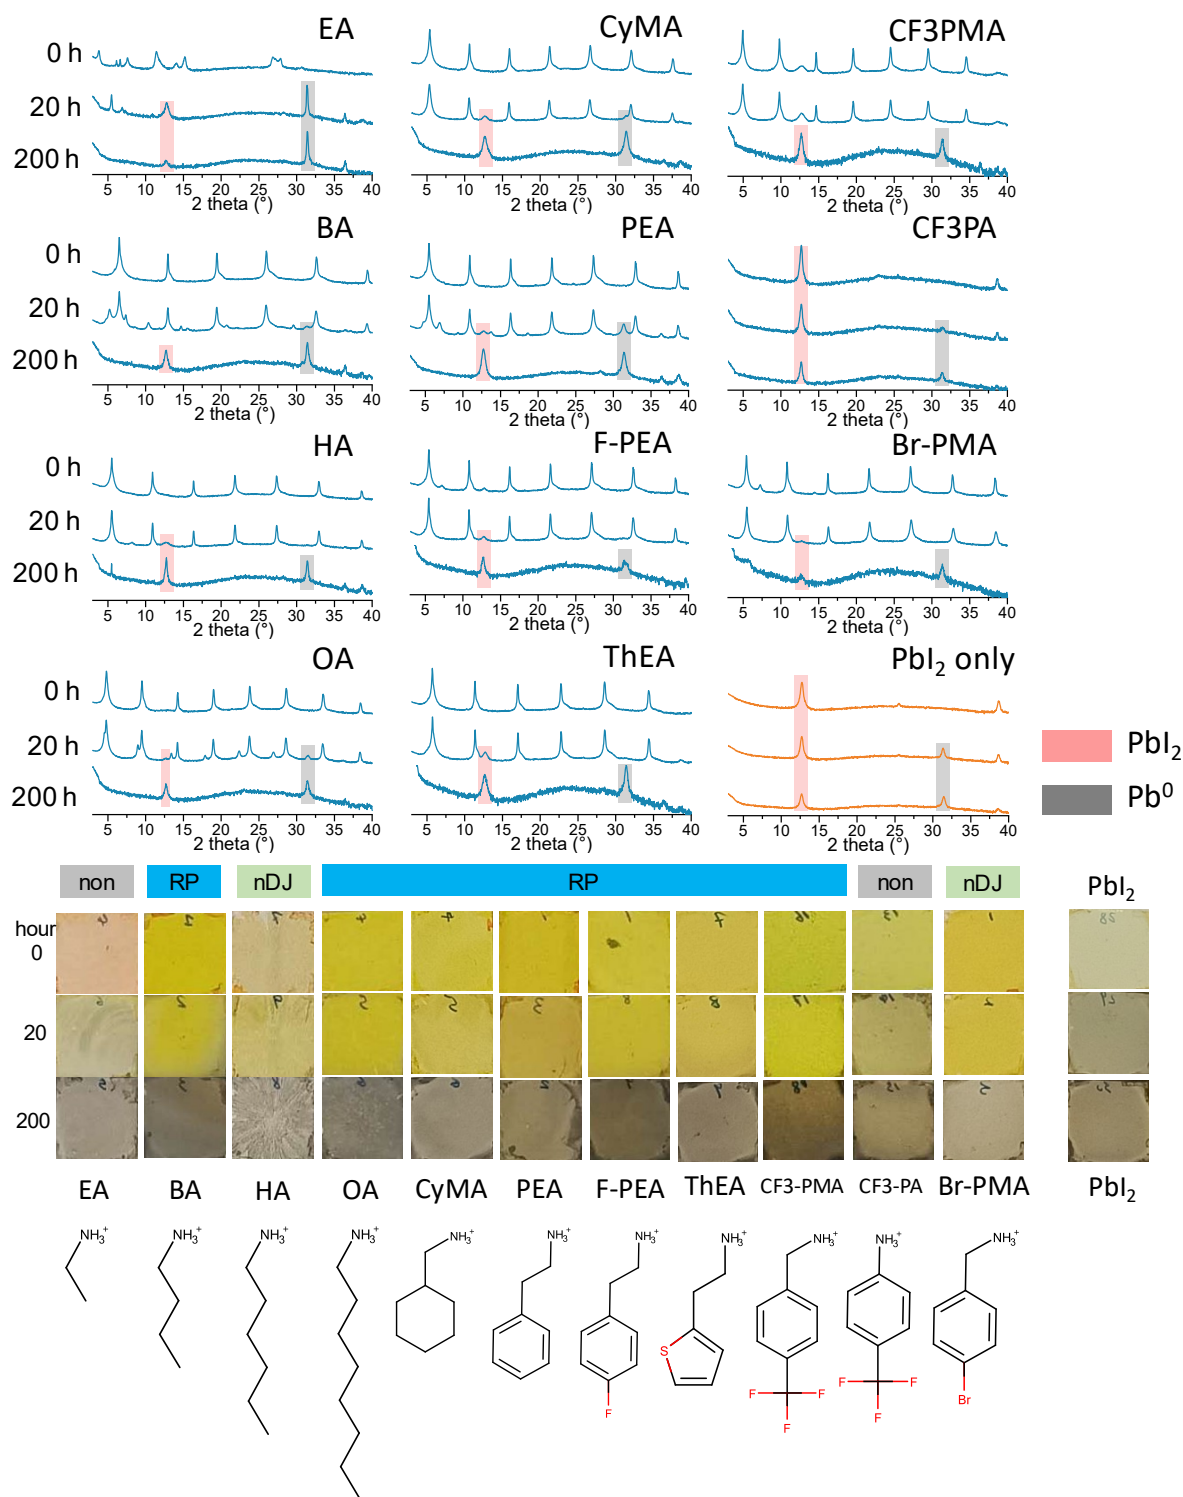 EA
CyMA
CF3PMA
0 h
20 h
200 h
5 10 15 20 25 30 35 40
2 theta (°)
5 10 15 20 25 30 35 40
2 theta (°)
5 10 15 20 25 30 35 40
2 theta (°)
BA
PEA
CF3PA
0 h
20 h
200 h
5 10 15 20 25 30 35 40
2 theta (°)
5 10 15 20 25 30 35 40
2 theta (°)
5 10 15 20 25 30 35 40
2 theta (°)
HA
F-PEA
Br-PMA
0 h
20 h
200 h
5 10 15 20 25 30 35 40
2 theta (°)
5 10 15 20 25 30 35 40
2 theta (°)
5 10 15 20 25 30 35 40
2 theta (°)
OA
ThEA
PbI₂ only
0 h
20 h
200 h
5 10 15 20 25 30 35 40
2 theta (°)
5 10 15 20 25 30 35 40
2 theta (°)
5 10 15 20 25 30 35 40
2 theta (°)
PbI₂
Pb⁰
non RP nDJ RP non nDJ PbI₂
hour
0
20
200
EA BA HA OA CyMA PEA F-PEA ThEA CF3-PMA CF3-PA Br-PMA PbI₂
NH₃⁺ NH₃⁺ NH₃⁺ NH₃⁺ NH₃⁺ NH₃⁺ NH₃⁺ NH₃⁺ NH₃⁺ NH₃⁺ NH₃⁺
S
F
F F F
F F F
Br